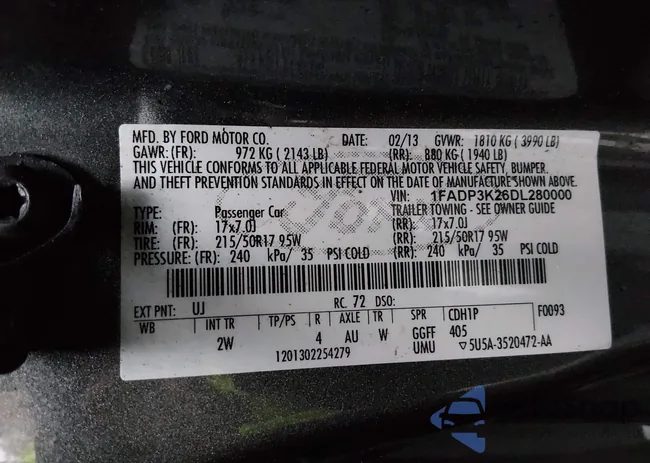 MFD. BY FORD MOTOR CO. DATE: 02/13 GVWR: 1810 KG ( 3990 LB)
GAWR: (FR): 972 KG ( 2143 LB) (RR): 880 KG ( 1940 LB)
THIS VEHICLE CONFORMS TO ALL APPLICABLE FEDERAL MOTOR VEHICLE SAFETY, BUMPER,
AND THEFT PREVENTION STANDARDS IN EFFECT ON THE DATE OF MANUFACTURE SHOWN ABOVE.
VIN: 1FADP3K26DL280000
TYPE: Passenger Car TRAILER TOWING - SEE OWNER GUIDE
RIM: (FR): 17x7.0J (RR): 17x7.0J
TIRE: (FR): 215/50R17 95W (RR): 215/50R17 95W
PRESSURE: (FR): 240 kPa/ 35 PSI COLD (RR): 240 kPa/ 35 PSI COLD
EXT PNT: UJ RC: 72 DSO: F0093
WB INT TR TP/PS R AXLE TR SPR CDH1P
2W 4 AU W GGFF 405
UMU ▽5U5A-3520472-AA
1201302254279